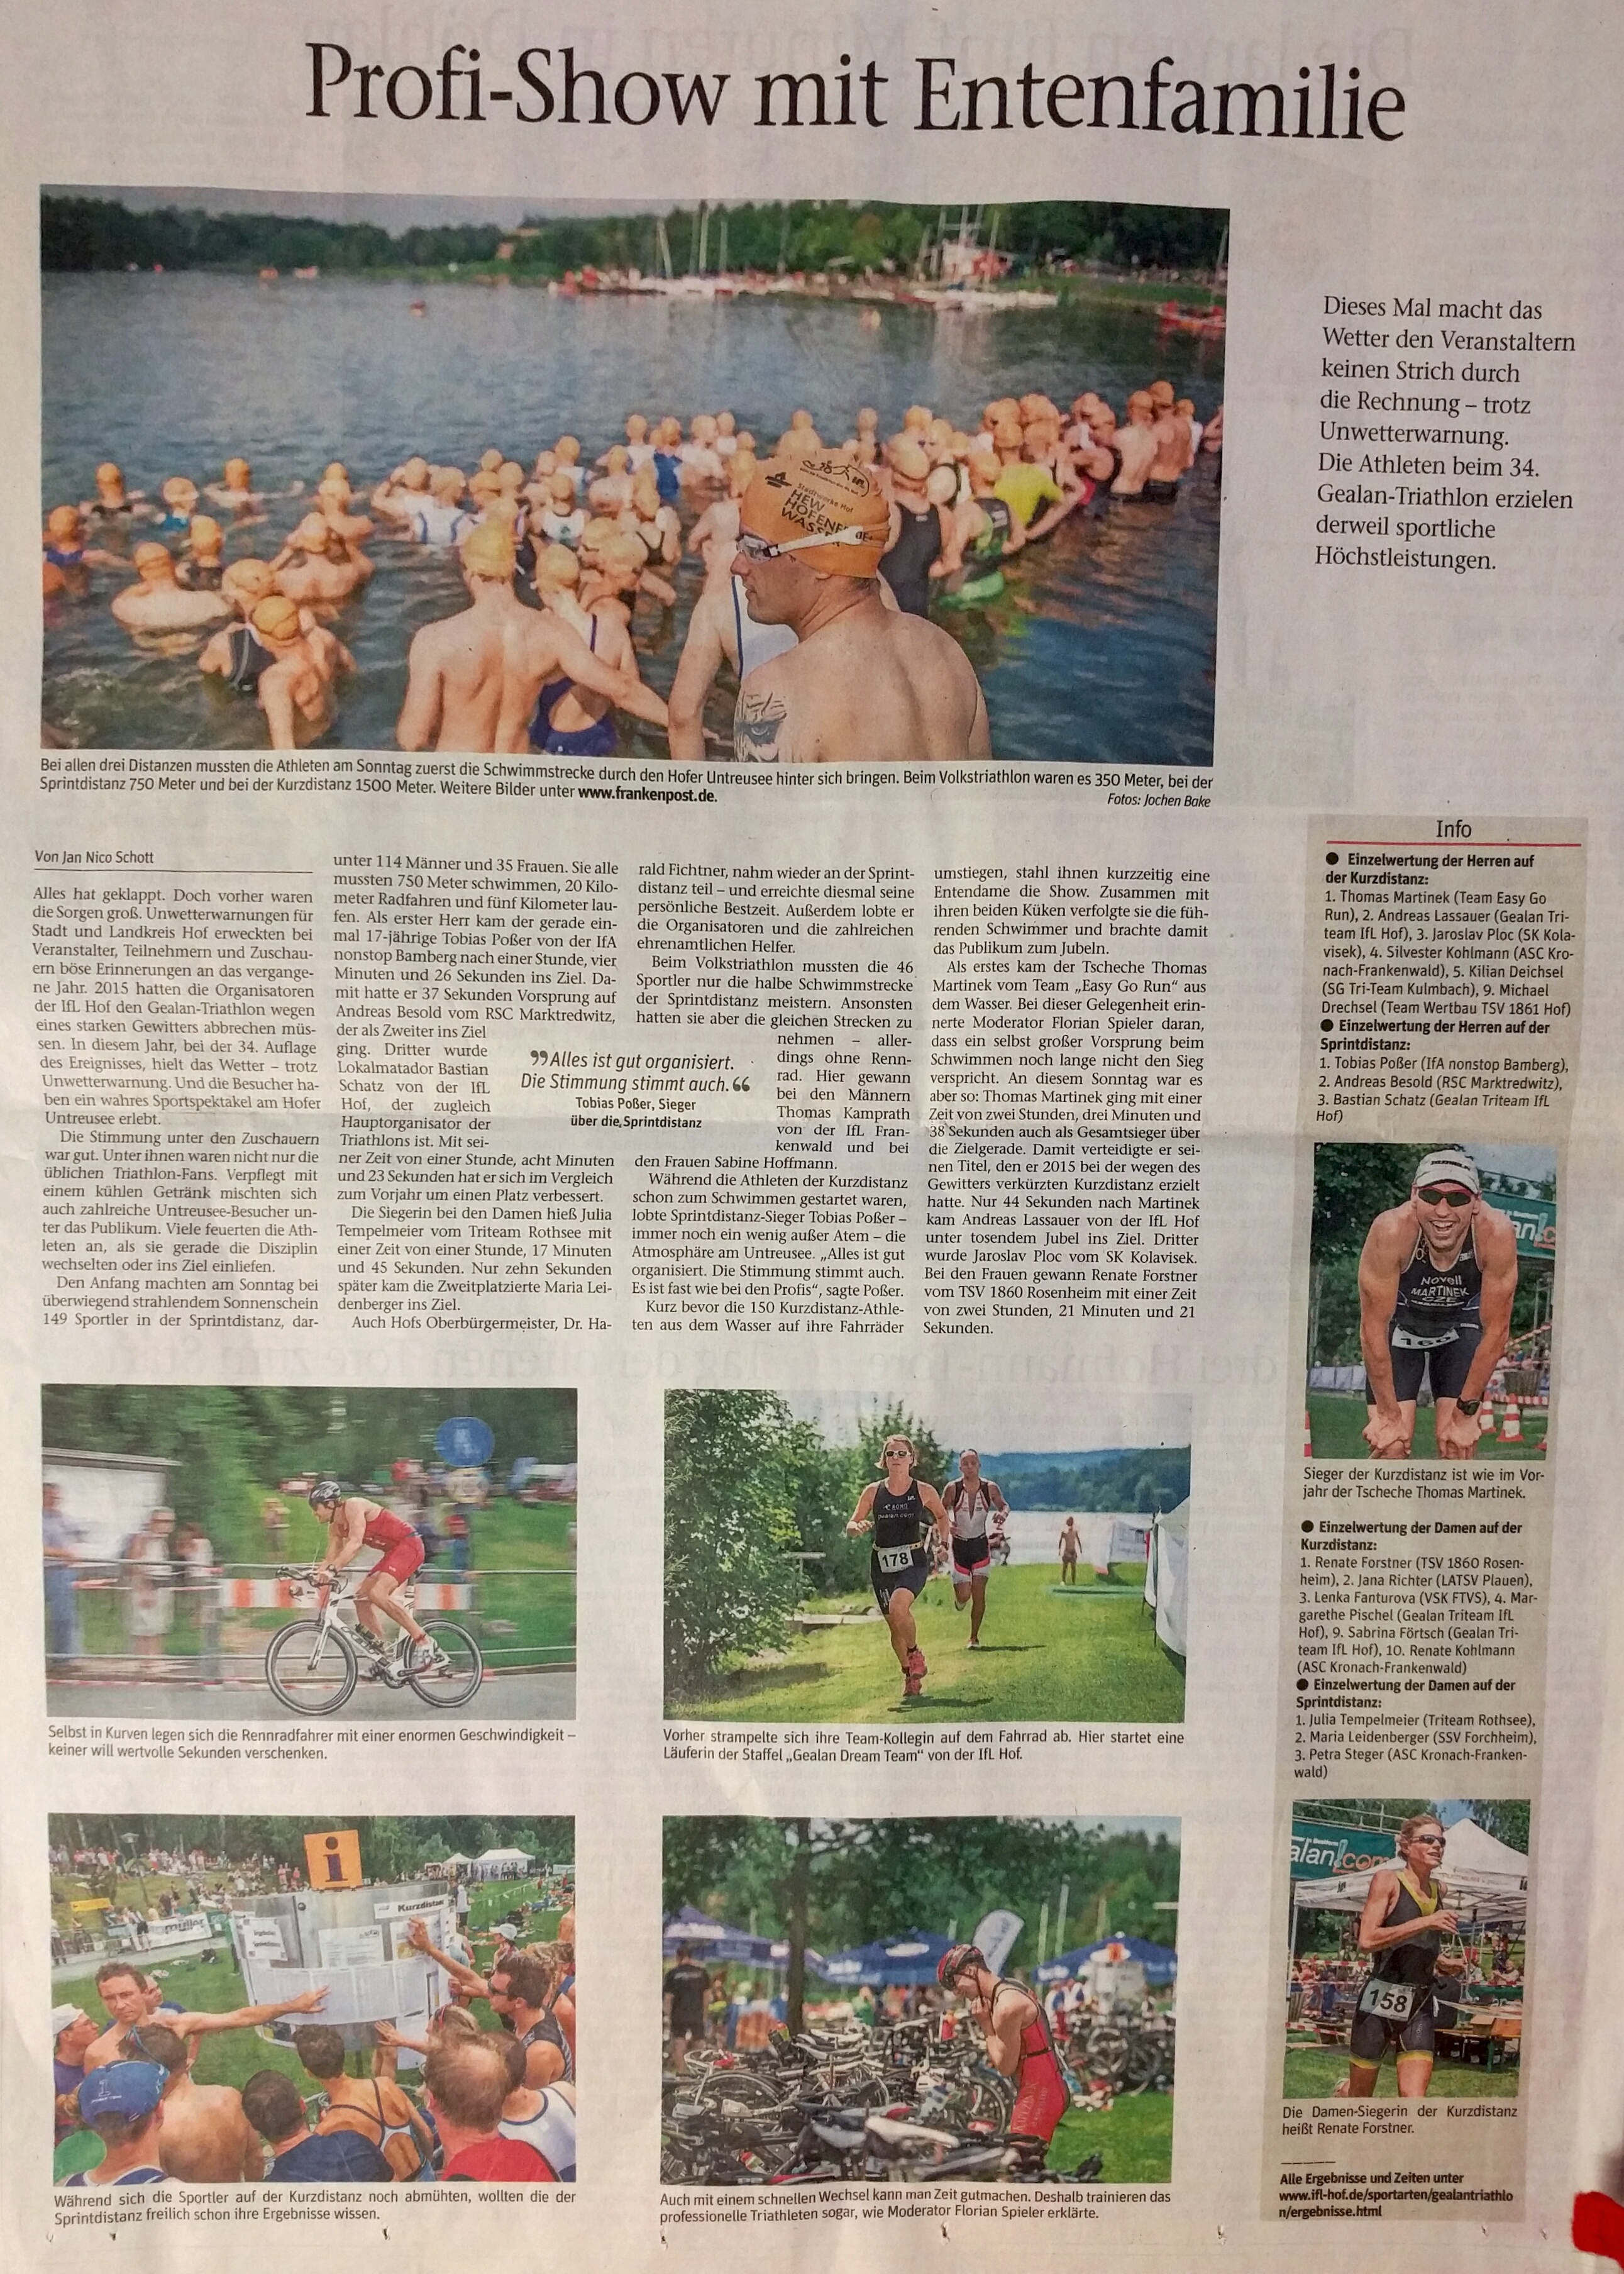 Profi-Show mit Entenfamilie
Dieses Mal macht das
Wetter den Veranstaltern
keinen Strich durch
die Rechnung – trotz
Unwetterwarnung.
Die Athleten beim 34.
Gealan-Triathlon erzielen
derweil sportliche
Höchstleistungen.
Stadtwerke Hof
HEW
HOFENER
WASSER
Bei allen drei Distanzen mussten die Athleten am Sonntag zuerst die Schwimmstrecke durch den Hofer Untreusee hinter sich bringen. Beim Volkstriathlon waren es 350 Meter, bei der
Sprintdistanz 750 Meter und bei der Kurzdistanz 1500 Meter. Weitere Bilder unter www.frankenpost.de.
Fotos: Jochen Bake
Von Jan Nico Schott
Alles hat geklappt. Doch vorher waren
die Sorgen groß. Unwetterwarnungen für
Stadt und Landkreis Hof erweckten bei
Veranstalter, Teilnehmern und Zuschau-
ern böse Erinnerungen an das vergange-
ne Jahr. 2015 hatten die Organisatoren
der IfL Hof den Gealan-Triathlon wegen
eines starken Gewitters abbrechen müs-
sen. In diesem Jahr, bei der 34. Auflage
des Ereignisses, hielt das Wetter – trotz
Unwetterwarnung. Und die Besucher ha-
ben ein wahres Sportspektakel am Hofer
Untreusee erlebt.
Die Stimmung unter den Zuschauern
war gut. Unter ihnen waren nicht nur die
üblichen Triathlon-Fans. Verpflegt mit
einem kühlen Getränk mischten sich
auch zahlreiche Untreusee-Besucher un-
ter das Publikum. Viele feuerten die Ath-
leten an, als sie gerade die Disziplin
wechselten oder ins Ziel einliefen.
Den Anfang machten am Sonntag bei
überwiegend strahlendem Sonnenschein
149 Sportler in der Sprintdistanz, dar-
unter 114 Männer und 35 Frauen. Sie alle
mussten 750 Meter schwimmen, 20 Kilo-
meter Radfahren und fünf Kilometer lau-
fen. Als erster Herr kam der gerade ein-
mal 17-jährige Tobias Poßer von der IfA
nonstop Bamberg nach einer Stunde, vier
Minuten und 26 Sekunden ins Ziel. Da-
mit hatte er 37 Sekunden Vorsprung auf
Andreas Besold vom RSC Marktredwitz,
der als Zweiter ins Ziel
ging. Dritter wurde
Lokalmatador Bastian
Schatz von der IfL
Hof, der zugleich
Hauptorganisator der
Triathlons ist. Mit sei-
ner Zeit von einer Stunde, acht Minuten
und 23 Sekunden hat er sich im Vergleich
zum Vorjahr um einen Platz verbessert.
Die Siegerin bei den Damen hieß Julia
Tempelmeier vom Triteam Rothsee mit
einer Zeit von einer Stunde, 17 Minuten
und 45 Sekunden. Nur zehn Sekunden
später kam die Zweitplatzierte Maria Lei-
denberger ins Ziel.
Auch Hofs Oberbürgermeister, Dr. Ha-
rald Fichtner, nahm wieder an der Sprint-
distanz teil – und erreichte diesmal seine
persönliche Bestzeit. Außerdem lobte er
die Organisatoren und die zahlreichen
ehrenamtlichen Helfer.
Beim Volkstriathlon mussten die 46
Sportler nur die halbe Schwimmstrecke
der Sprintdistanz meistern. Ansonsten
hatten sie aber die gleichen Strecken zu
nehmen – aller-
dings ohne Renn-
rad. Hier gewann
bei den Männern
Thomas Kamprath
von der IfL Fran-
kenwald und bei
den Frauen Sabine Hoffmann.
Während die Athleten der Kurzdistanz
schon zum Schwimmen gestartet waren,
lobte Sprintdistanz-Sieger Tobias Poßer –
immer noch ein wenig außer Atem – die
Atmosphäre am Untreusee. „Alles ist gut
organisiert. Die Stimmung stimmt auch.
Es ist fast wie bei den Profis“, sagte Poßer.
Kurz bevor die 150 Kurzdistanz-Athle-
ten aus dem Wasser auf ihre Fahrräder
umstiegen, stahl ihnen kurzzeitig eine
Entendame die Show. Zusammen mit
ihren beiden Küken verfolgte sie die füh-
renden Schwimmer und brachte damit
das Publikum zum Jubeln.
Als erstes kam der Tscheche Thomas
Martinek vom Team „Easy Go Run“ aus
dem Wasser. Bei dieser Gelegenheit erin-
nerte Moderator Florian Spieler daran,
dass ein selbst großer Vorsprung beim
Schwimmen noch lange nicht den Sieg
verspricht. An diesem Sonntag war es
aber so: Thomas Martinek ging mit einer
Zeit von zwei Stunden, drei Minuten und
38 Sekunden auch als Gesamtsieger über
die Zielgerade. Damit verteidigte er sei-
nen Titel, den er 2015 bei der wegen des
Gewitters verkürzten Kurzdistanz erzielt
hatte. Nur 44 Sekunden nach Martinek
kam Andreas Lassauer von der IfL Hof
unter tosendem Jubel ins Ziel. Dritter
wurde Jaroslav Ploc vom SK Kolavisek.
Bei den Frauen gewann Renate Forstner
vom TSV 1860 Rosenheim mit einer Zeit
von zwei Stunden, 21 Minuten und 21
Sekunden.
”Alles ist gut organisiert.
Die Stimmung stimmt auch.“
Tobias Poßer, Sieger
über die Sprintdistanz
Info
● Einzelwertung der Herren auf
der Kurzdistanz:
1. Thomas Martinek (Team Easy Go
Run), 2. Andreas Lassauer (Gealan Tri-
team IfL Hof), 3. Jaroslav Ploc (SK Kola-
visek), 4. Silvester Kohlmann (ASC Kro-
nach-Frankenwald), 5. Kilian Deichsel
(SG Tri-Team Kulmbach), 9. Michael
Drechsel (Team Wertbau TSV 1861 Hof)
● Einzelwertung der Herren auf der
Sprintdistanz:
1. Tobias Poßer (IfA nonstop Bamberg),
2. Andreas Besold (RSC Marktredwitz),
3. Bastian Schatz (Gealan Triteam IfL
Hof)
Novell
MARTINEK
CZE
Sieger der Kurzdistanz ist wie im Vor-
jahr der Tscheche Thomas Martinek.
● Einzelwertung der Damen auf der
Kurzdistanz:
1. Renate Forstner (TSV 1860 Rosen-
heim), 2. Jana Richter (LATSV Plauen),
3. Lenka Fanturova (VSK FTVS), 4. Mar-
garethe Pischel (Gealan Triteam IfL
Hof), 9. Sabrina Förtsch (Gealan Tri-
team IfL Hof), 10. Renate Kohlmann
(ASC Kronach-Frankenwald)
● Einzelwertung der Damen auf der
Sprintdistanz:
1. Julia Tempelmeier (Triteam Rothsee),
2. Maria Leidenberger (SSV Forchheim),
3. Petra Steger (ASC Kronach-Franken-
wald)
alan.com
158
Die Damen-Siegerin der Kurzdistanz
heißt Renate Forstner.
Alle Ergebnisse und Zeiten unter
www.ifl-hof.de/sportarten/gealantriathlo
n/ergebnisse.html
Selbst in Kurven legen sich die Rennradfahrer mit einer enormen Geschwindigkeit –
keiner will wertvolle Sekunden verschenken.
178
Vorher strampelte sich ihre Team-Kollegin auf dem Fahrrad ab. Hier startet eine
Läuferin der Staffel „Gealan Dream Team“ von der IfL Hof.
i
Kurzdistanz
müller
Während sich die Sportler auf der Kurzdistanz noch abmühten, wollten die der
Sprintdistanz freilich schon ihre Ergebnisse wissen.
Auch mit einem schnellen Wechsel kann man Zeit gutmachen. Deshalb trainieren das
professionelle Triathleten sogar, wie Moderator Florian Spieler erklärte.